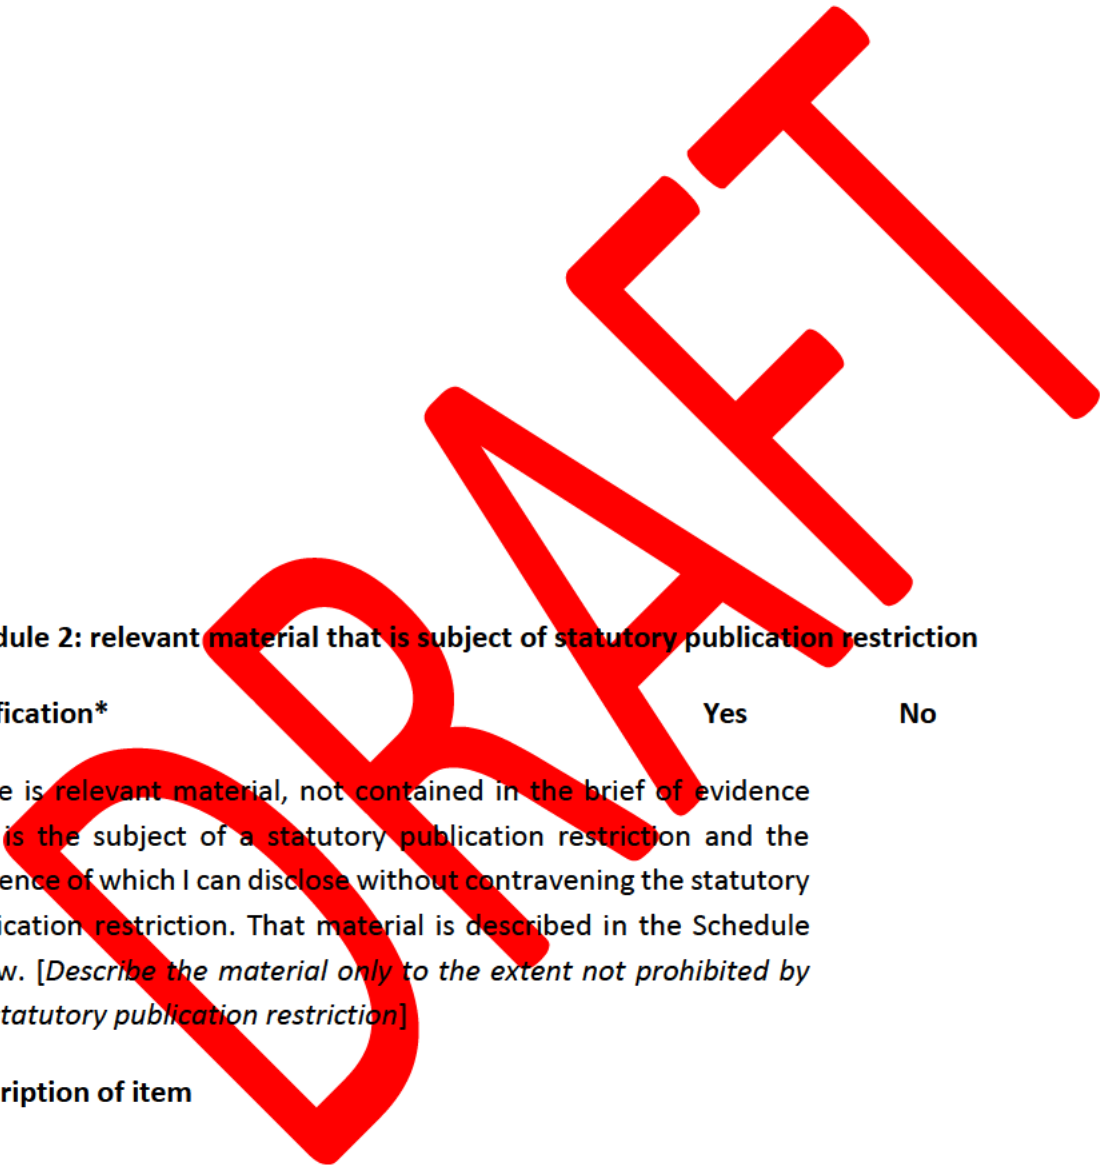 dule 2: relevant material that is subject of statutory publication restriction
fication* Yes No
e is relevant material, not contained in the brief of evidence
is the subject of a statutory publication restriction and the
ence of which I can disclose without contravening the statutory
ication restriction. That material is described in the Schedule
w. [Describe the material only to the extent not prohibited by
tatutory publication restriction]
ription of item
DRAFT